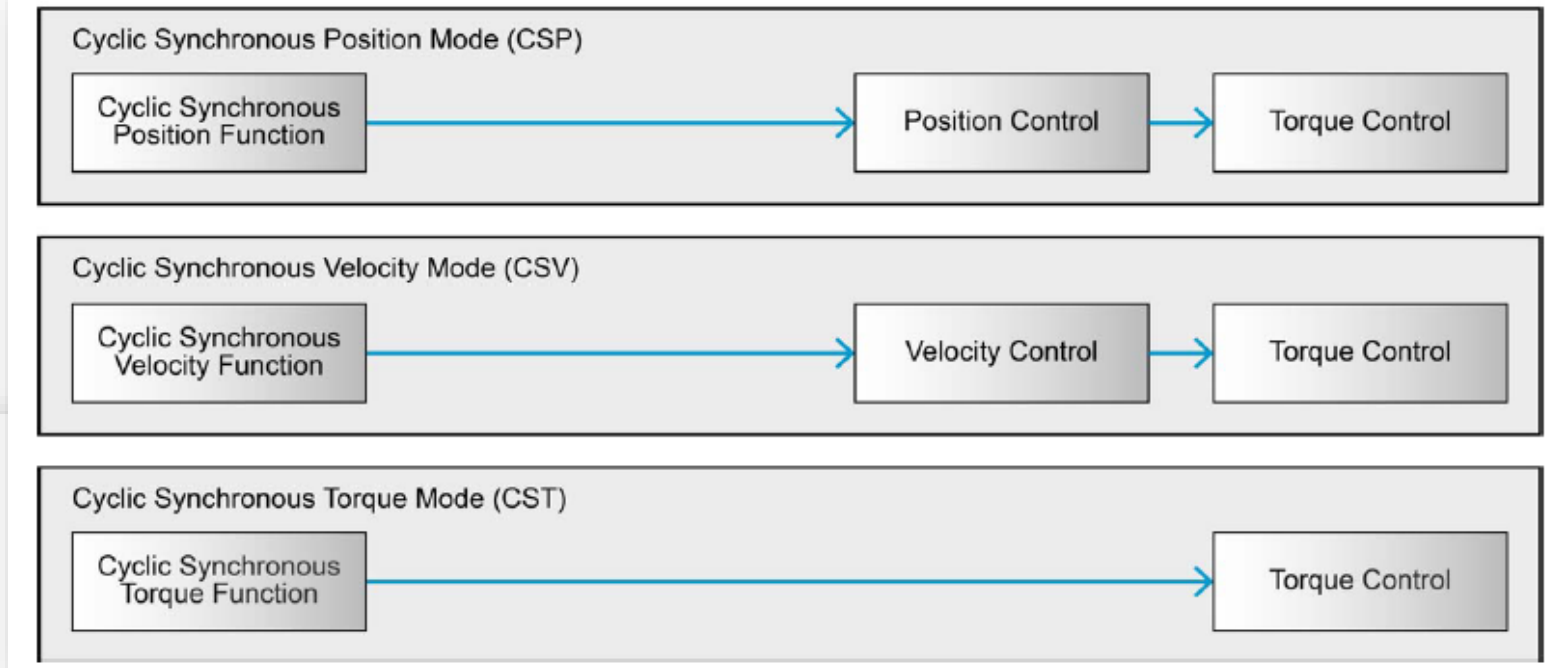 Cyclic Synchronous Position Mode (CSP)
Cyclic Synchronous
Position Function
Position Control
Torque Control
Cyclic Synchronous Velocity Mode (CSV)
Cyclic Synchronous
Velocity Function
Velocity Control
Torque Control
Cyclic Synchronous Torque Mode (CST)
Cyclic Synchronous
Torque Function
Torque Control